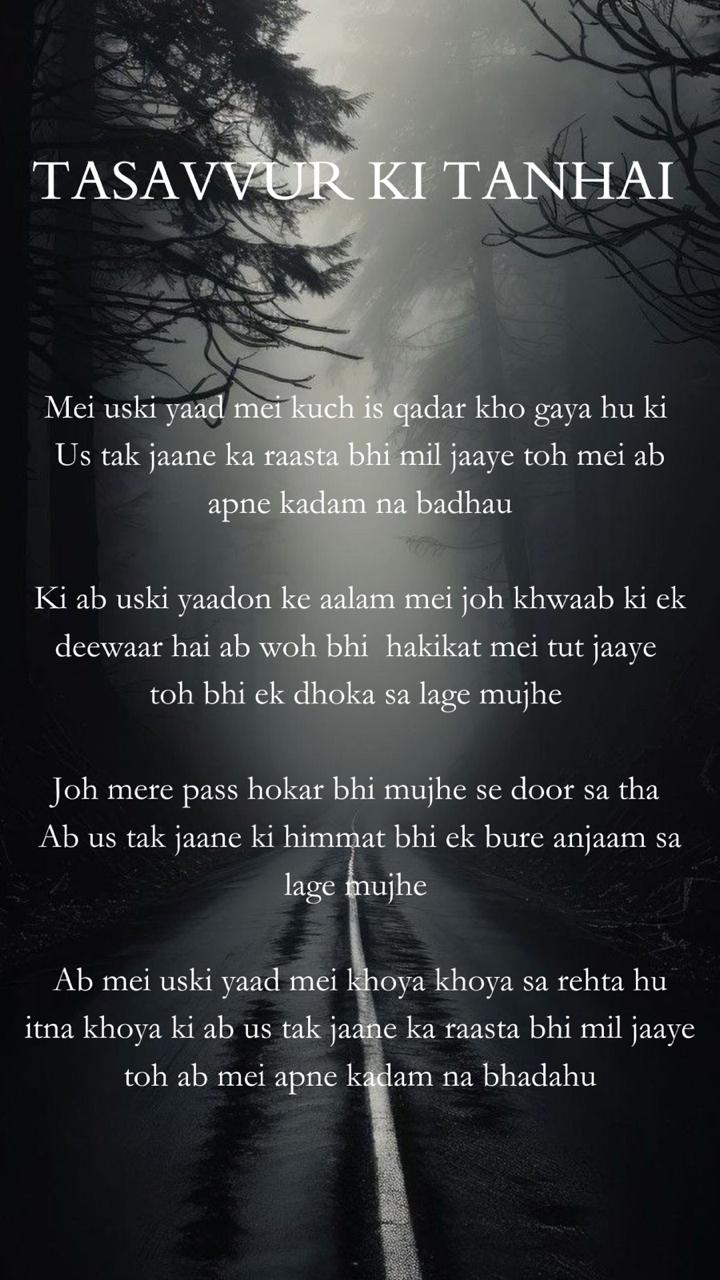 TASAVVUR KI TANHAI
Mei uski yaad mei kuch is qadar kho gaya hu ki
Us tak jaane ka raasta bhi mil jaaye toh mei ab
apne kadam na badhau
Ki ab uski yaadon ke aalam mei joh khwaab ki ek
deewaar hai ab woh bhi  hakikat mei tut jaaye
toh bhi ek dhoka sa lage mujhe
Joh mere pass hokar bhi mujhe se door sa tha
Ab us tak jaane ki himmat bhi ek bure anjaam sa
lage mujhe
Ab mei uski yaad mei khoya khoya sa rehta hu
itna khoya ki ab us tak jaane ka raasta bhi mil jaaye
toh ab mei apne kadam na bhadahu